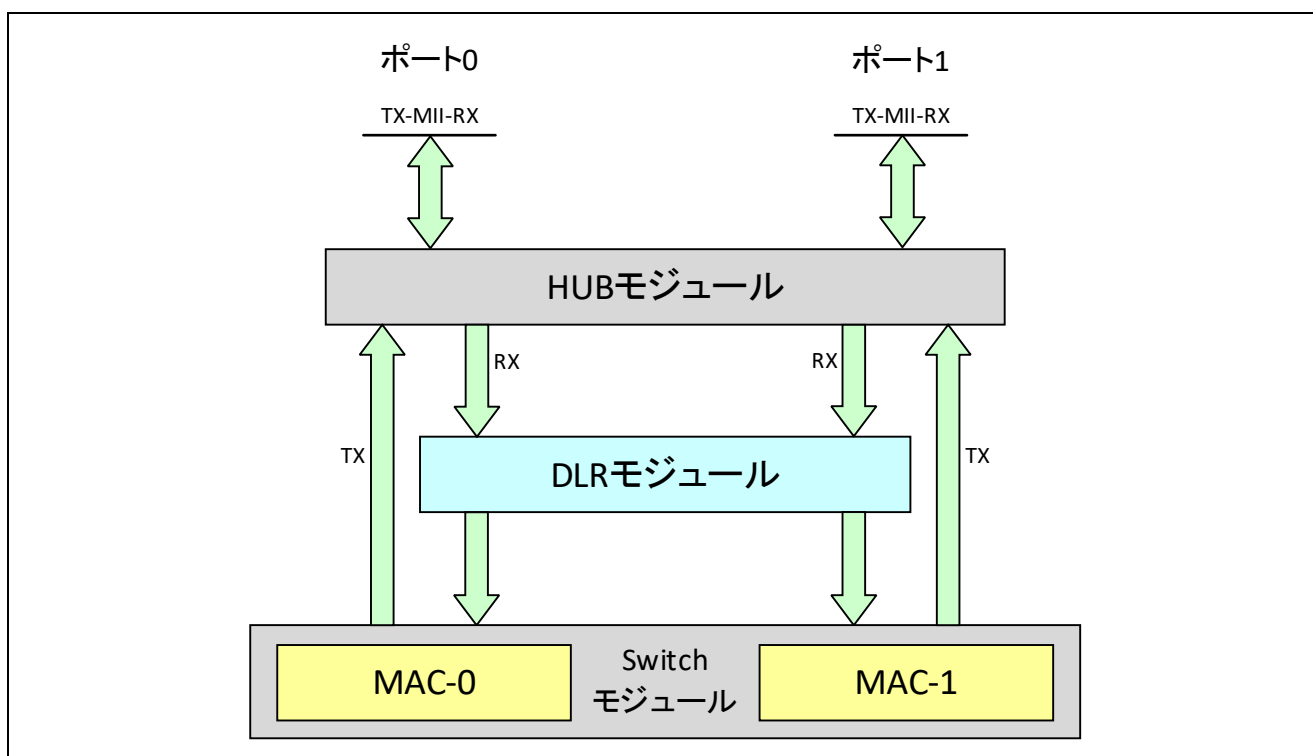 ポート0
ポート1
TX-MII-RX
TX-MII-RX
HUBモジュール
RX
RX
TX
TX
DLRモジュール
MAC-0
Switch
モジュール
MAC-1